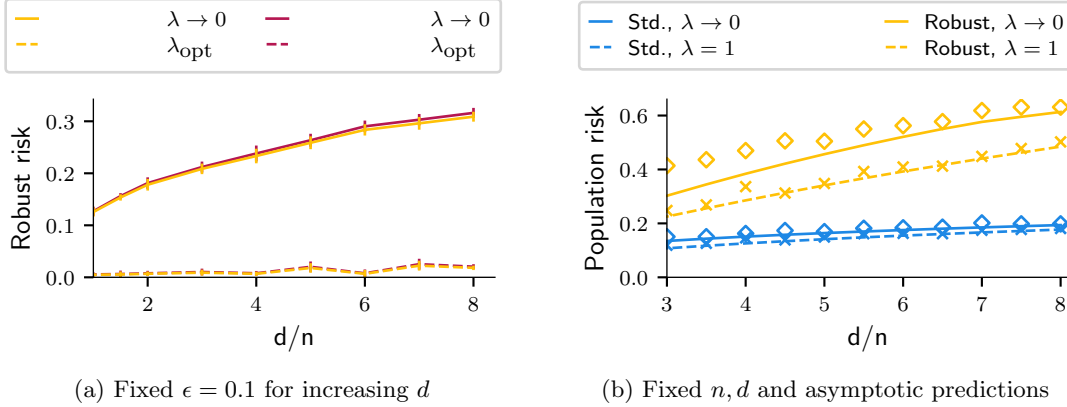 λ → 0 λ → 0
λopt λopt
Robust risk
0.3
0.2
0.1
0.0
2 4 6 8
d/n
(a) Fixed ϵ = 0.1 for increasing d
Std., λ → 0 Robust, λ → 0
Std., λ = 1 Robust, λ = 1
Population risk
0.6
0.4
0.2
0.0
3 4 5 6 7 8
d/n
(b) Fixed n, d and asymptotic predictions